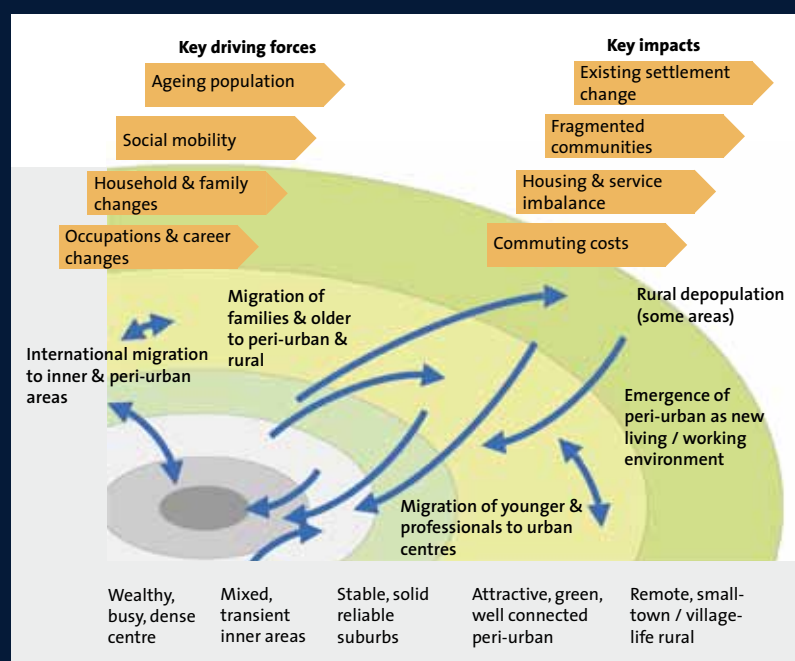 Key driving forces
Ageing population
Social mobility
Household & family
changes
Occupations & career
changes
Key impacts
Existing settlement
change
Fragmented
communities
Housing & service
imbalance
Commuting costs
Migration of
families & older
to peri-urban &
rural
Rural depopulation
(some areas)
International migration
to inner & peri-urban
areas
Emergence of
peri-urban as new
living / working
environment
Migration of younger &
professionals to urban
centres
Wealthy,
busy, dense
centre
Mixed,
transient
inner areas
Stable, solid
reliable
suburbs
Attractive, green,
well connected
peri-urban
Remote, small-
town / village-
life rural